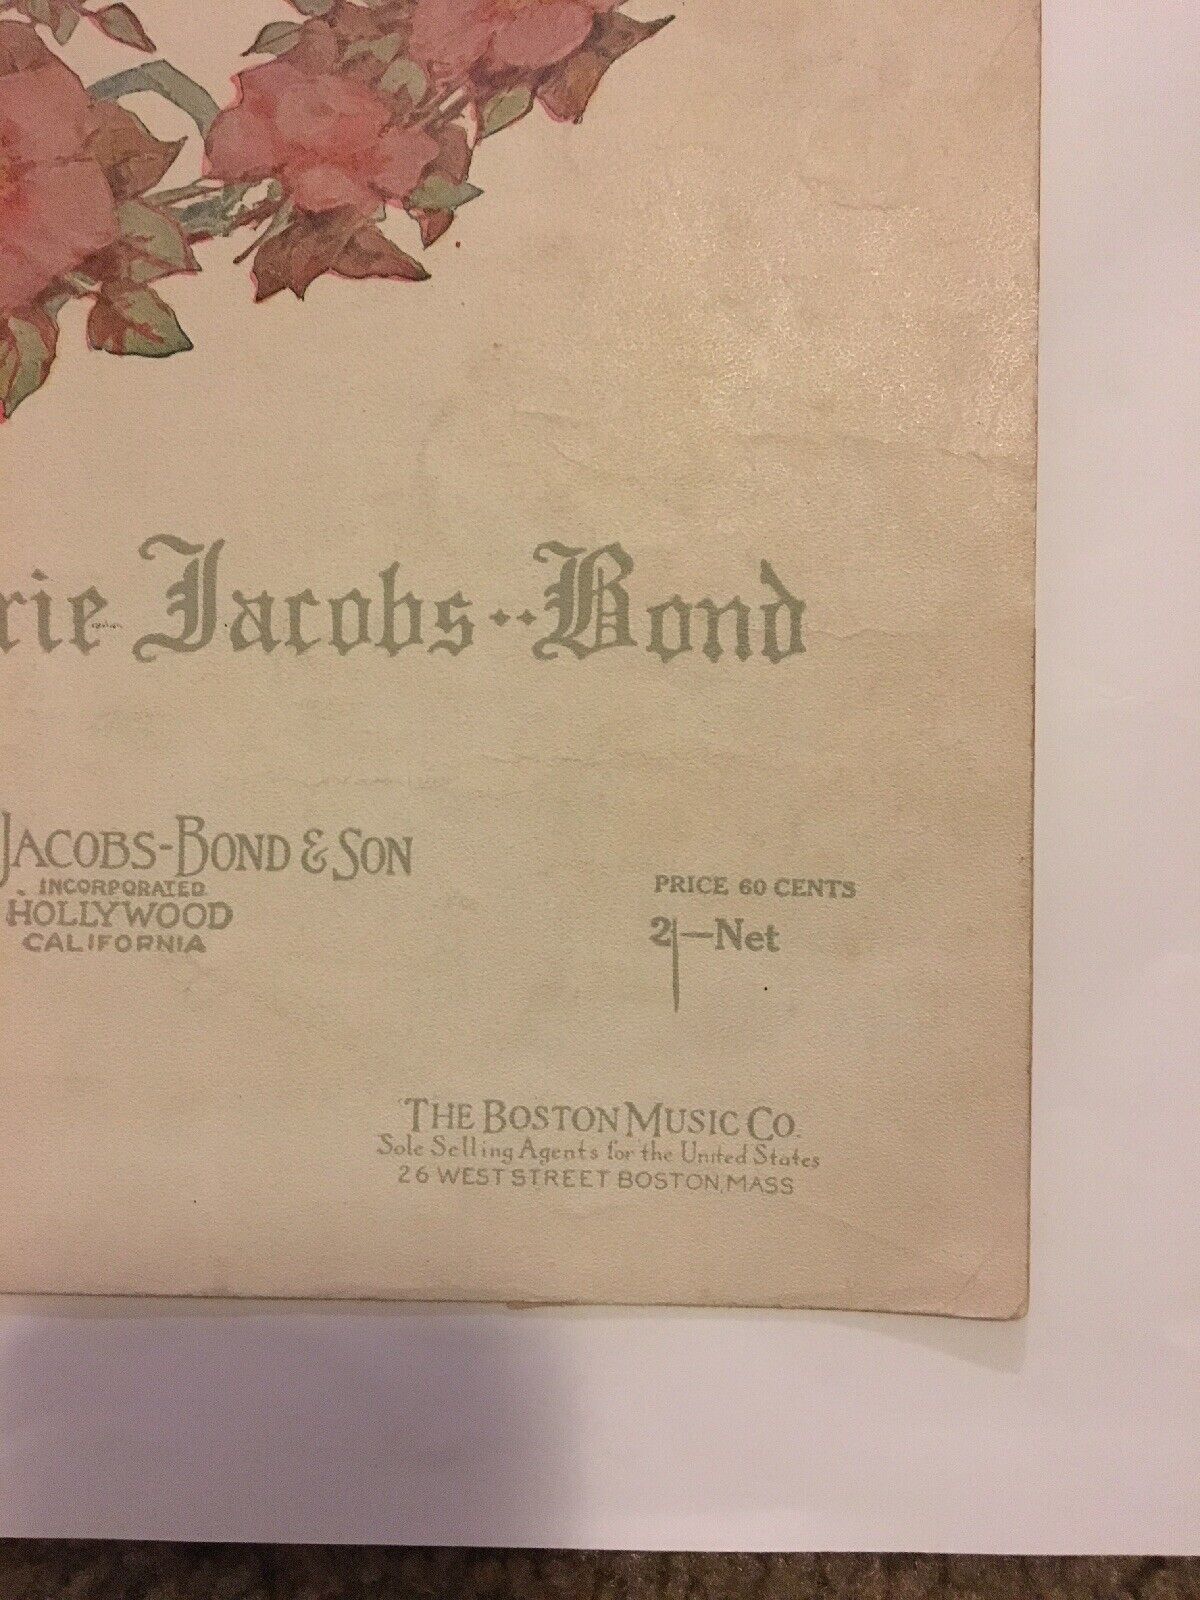 rie Jacobs--Bond
Jacobs-Bond & Son
INCORPORATED
HOLLYWOOD
CALIFORNIA
PRICE 60 CENTS
2/—Net
The Boston Music Co.
Sole Selling Agents for the United States
26 WEST STREET BOSTON, MASS